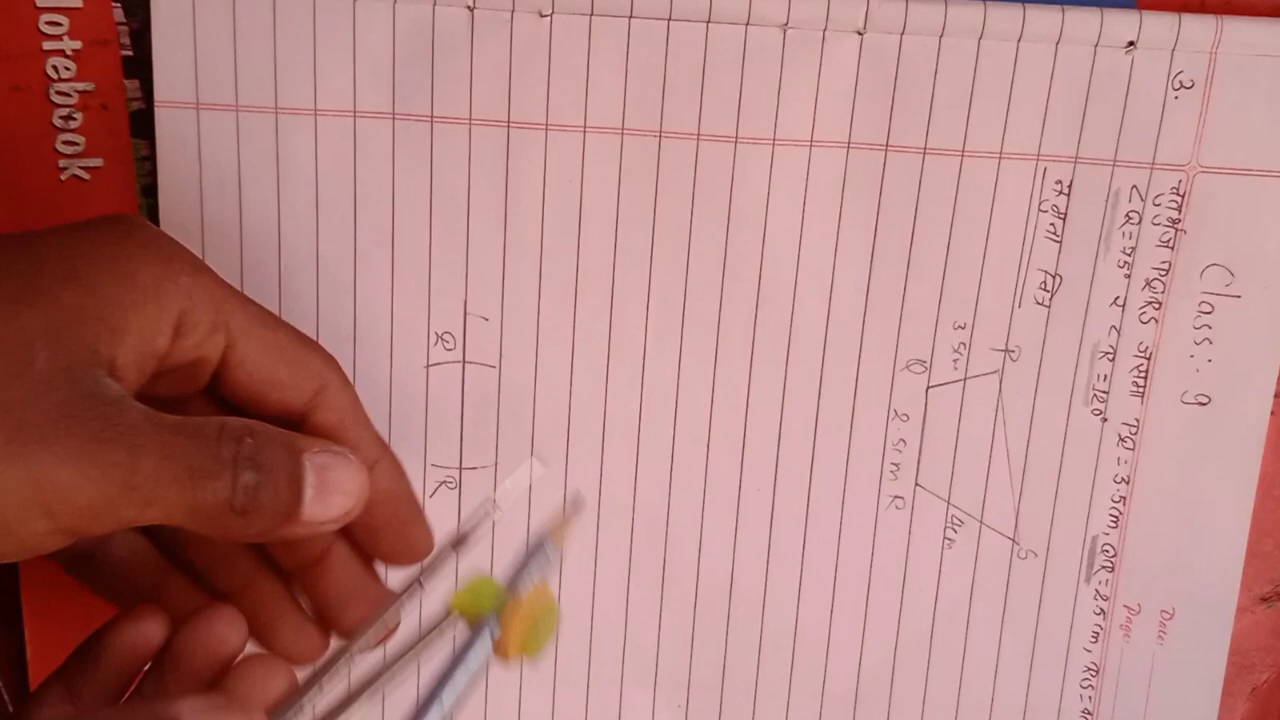 Notebook
Class:- 9
Date:
Page:
3. चतुर्भुज PQRS असमा PQ = 3.5cm, QR = 2.5cm, RS = 4
<Q = 75° र <R = 120°
नमुना चित्र
P
S
3.5cm
4cm
Q
2.5cm R
Q
R